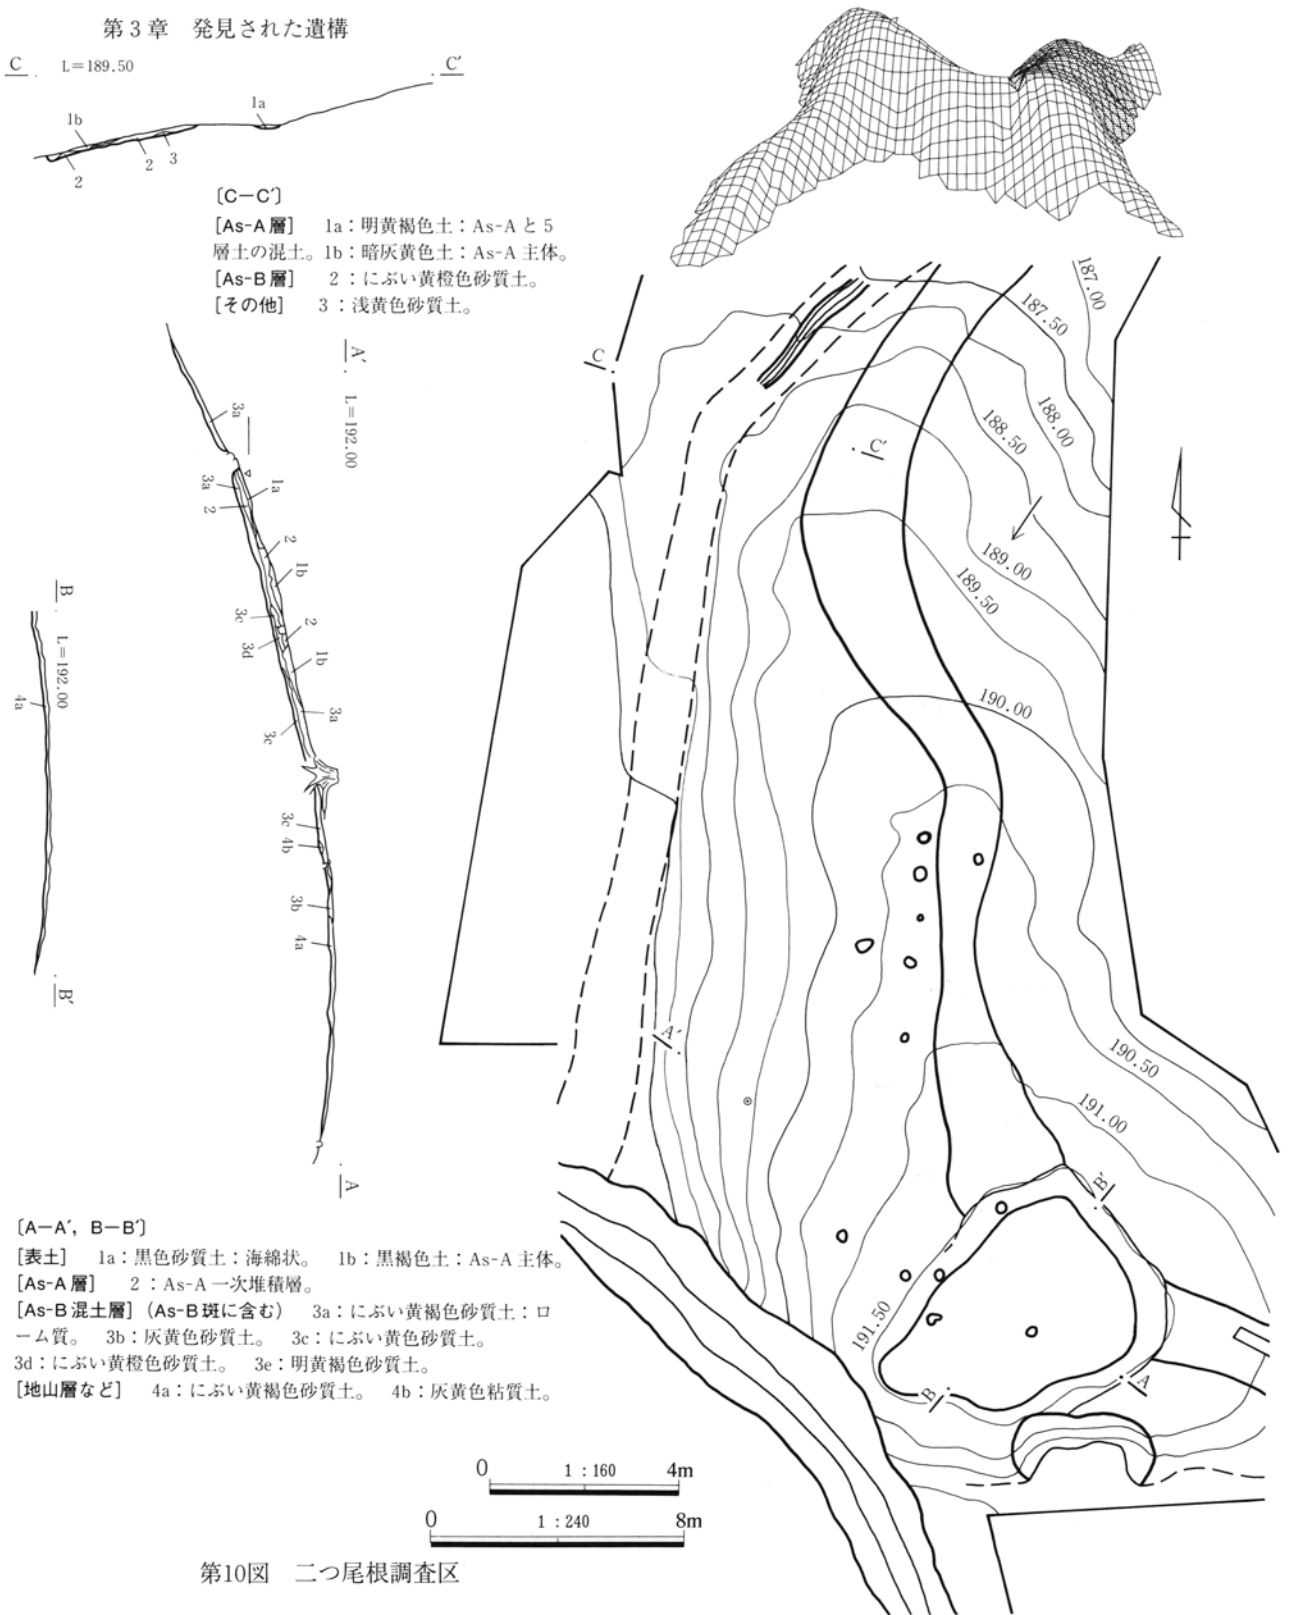 第3章　発見された遺構
C
L=189.50
C′
1a
1b
2
2
3
〔C－C′〕
[As-A層]　1a：明黄褐色土：As-Aと5
層土の混土。1b：暗灰黄色土：As-A主体。
[As-B層]　2：にぶい黄橙色砂質土。
[その他]　3：浅黄色砂質土。
A′
L=192.00
3a
3a
2
1a
2
1b
3c
3d
2
1b
3a
3c
3c
4b
3b
4a
A
B
L=192.00
4a
B′
187.00
187.50
188.00
188.50
189.00
189.50
190.00
190.50
191.00
191.50
C
C′
A′
B′
B
A
〔A－A′，B－B′〕
[表土]　1a：黒色砂質土：海綿状。　1b：黒褐色土：As-A主体。
[As-A層]　2：As-A一次堆積層。
[As-B混土層]（As-B斑に含む）　3a：にぶい黄褐色砂質土：ロ
ーム質。　3b：灰黄色砂質土。　3c：にぶい黄色砂質土。
3d：にぶい黄橙色砂質土。　3e：明黄褐色砂質土。
[地山層など]　4a：にぶい黄褐色砂質土。　4b：灰黄色粘質土。
0　1：160　4m
0　1：240　8m
第10図　二つ尾根調査区